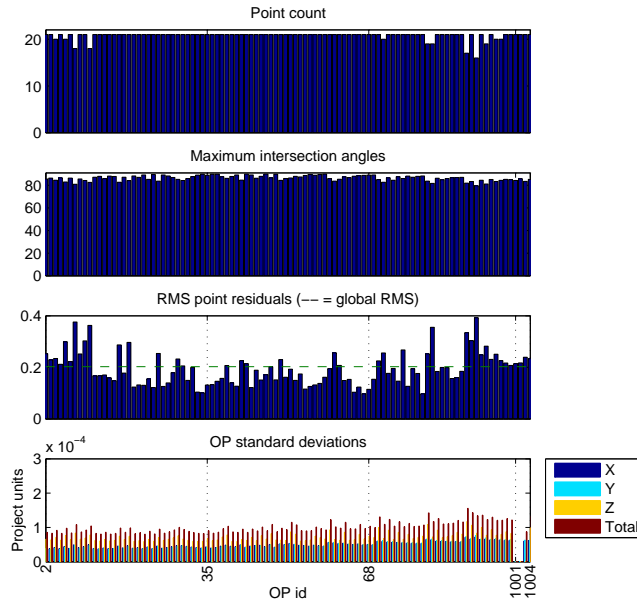 Point count
20
10
0
Maximum intersection angles
80
60
40
20
0
RMS point residuals (−− = global RMS)
0.4
0.2
0
OP standard deviations
x 10^-4
3
2
1
0
Project units
2
35
68
1001
1004
OP id
X
Y
Z
Total